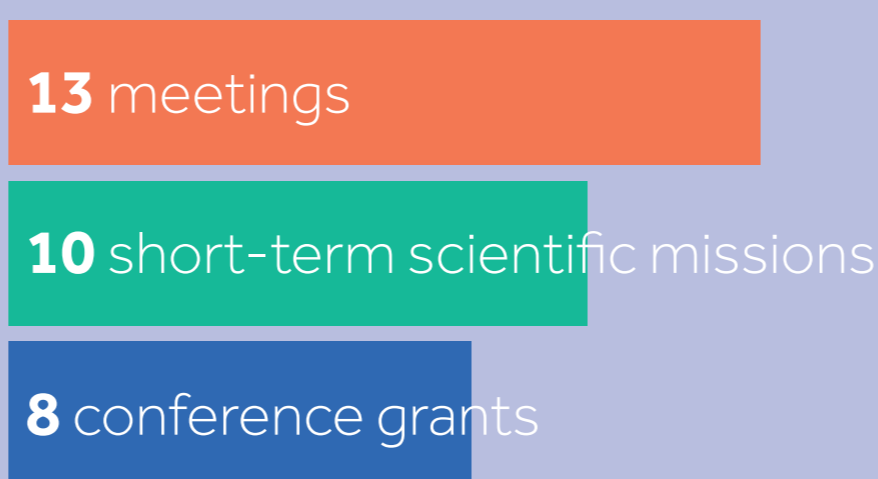 13 meetings
10 short-term scientific missions
8 conference grants